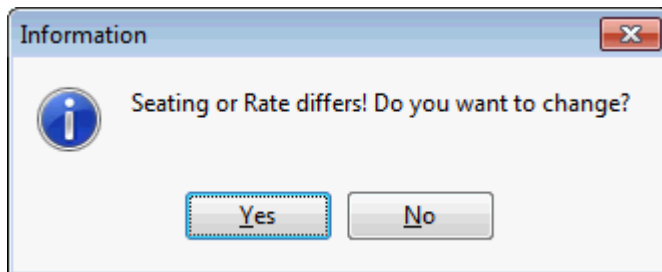 Information
Seating or Rate differs! Do you want to change?
Yes
No